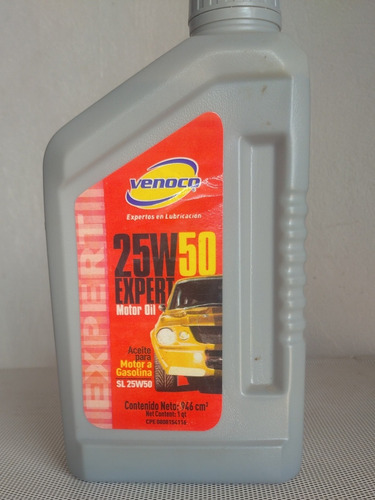 EXPERT
venoco
Expertos en Lubricación
25W50
EXPERT
Motor Oil
Aceite
para
Motor a
Gasolina
SL 25W50
Contenido Neto: 946 cm³
Net Content: 1 qt